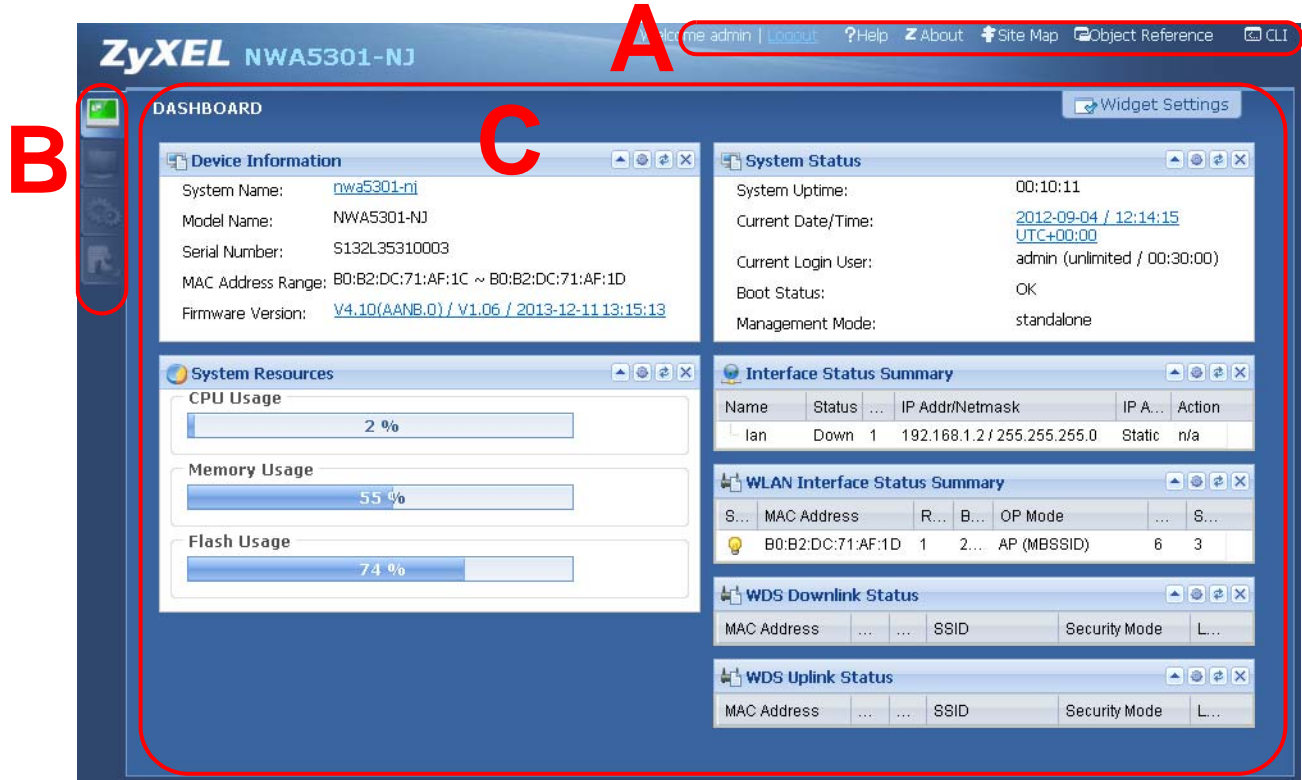 A
Welcome admin | Logout ?Help Z About Site Map Object Reference CLI
ZyXEL NWA5301-NJ
B
C
DASHBOARD
Widget Settings
Device Information
System Name: nwa5301-nj
Model Name: NWA5301-NJ
Serial Number: S132L35310003
MAC Address Range: B0:B2:DC:71:AF:1C ~ B0:B2:DC:71:AF:1D
Firmware Version: V4.10(AANB.0) / V1.06 / 2013-12-11 13:15:13
System Resources
CPU Usage
2 %
Memory Usage
55 %
Flash Usage
74 %
System Status
System Uptime: 00:10:11
Current Date/Time: 2012-09-04 / 12:14:15
UTC+00:00
Current Login User: admin (unlimited / 00:30:00)
Boot Status: OK
Management Mode: standalone
Interface Status Summary
Name Status ... IP Addr/Netmask IP A... Action
lan Down 1 192.168.1.2 / 255.255.255.0 Static n/a
WLAN Interface Status Summary
S... MAC Address R... B... OP Mode ... S...
B0:B2:DC:71:AF:1D 1 2... AP (MBSSID) 6 3
WDS Downlink Status
MAC Address ... ... SSID Security Mode L...
WDS Uplink Status
MAC Address ... ... SSID Security Mode L...